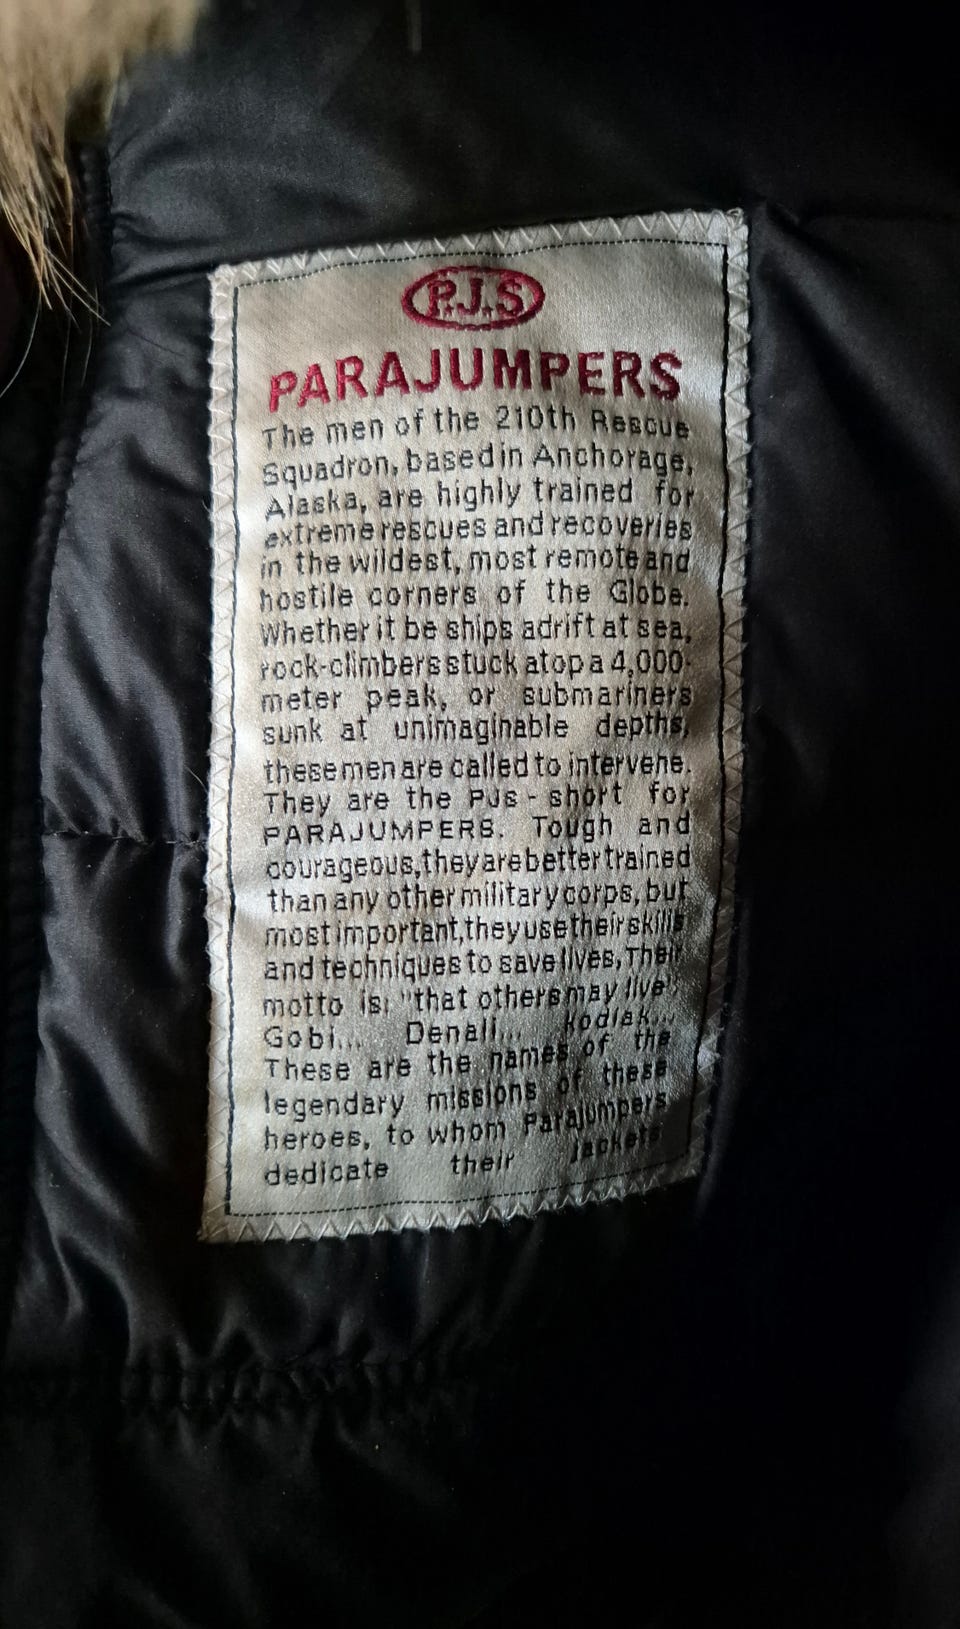 P.J.S
PARAJUMPERS
The men of the 210th Rescue
Squadron, based in Anchorage,
Alaska, are highly trained for
extreme rescues and recoveries
in the wildest, most remote and
hostile corners of the Globe.
Whether it be ships adrift at sea,
rock-climbers stuck atop a 4,000-
meter peak, or submariners
sunk at unimaginable depths,
these men are called to intervene.
They are the PJs - short for
PARAJUMPERS. Tough and
courageous, they are better trained
than any other military corps, but
most important, they use their skills
and techniques to save lives, Their
motto is: "that others may live"
Gobi... Denali... Kodiak...
These are the names of the
legendary missions of these
heroes, to whom Parajumpers
dedicate their jackets